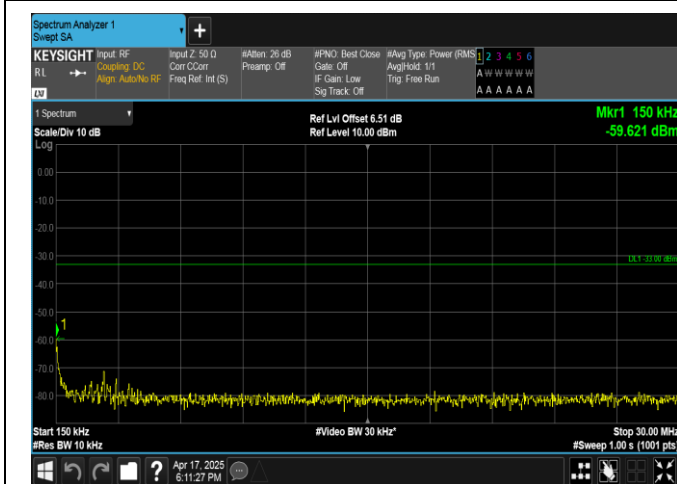 Spectrum Analyzer 1
Swept SA
+
KEYSIGHT
RL
LXI
Input: RF
Coupling: DC
Align: Auto/No RF
Input Z: 50 Ω
Corr CCorr
Freq Ref: Int (S)
#Atten: 26 dB
Preamp: Off
#PNO: Best Close
Gate: Off
IF Gain: Low
Sig Track: Off
#Avg Type: Power (RMS
Avg|Hold: 1/1
Trig: Free Run
1 2 3 4 5 6
A W W W W W
A A A A A A
1 Spectrum
Scale/Div 10 dB
Log
Ref Lvl Offset 6.51 dB
Ref Level 10.00 dBm
Mkr1 150 kHz
-59.621 dBm
0.00
-10.0
-20.0
-30.0
DL1 -33.00 dBm
-40.0
-50.0
1
-60.0
-70.0
-80.0
Start 150 kHz
#Res BW 10 kHz
#Video BW 30 kHz*
Stop 30.00 MHz
#Sweep 1.00 s (1001 pts)
?
Apr 17, 2025
6:11:27 PM